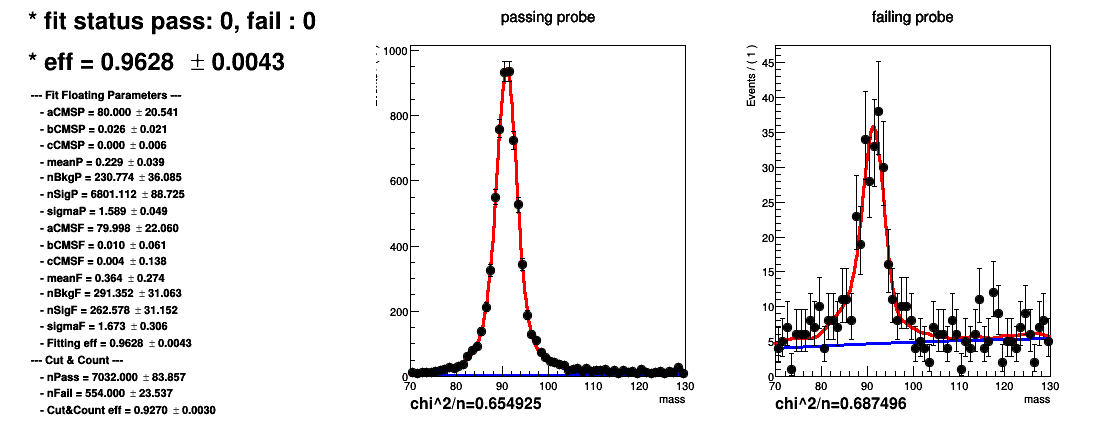 * fit status pass: 0, fail : 0
* eff = 0.9628 ± 0.0043
--- Fit Floating Parameters ---
- aCMSP = 80.000 ± 20.541
- bCMSP = 0.026 ± 0.021
- cCMSP = 0.000 ± 0.006
- meanP = 0.229 ± 0.039
- nBkgP = 230.774 ± 36.085
- nSigP = 6801.112 ± 88.725
- sigmaP = 1.589 ± 0.049
- aCMSF = 79.998 ± 22.060
- bCMSF = 0.010 ± 0.061
- cCMSF = 0.004 ± 0.138
- meanF = 0.364 ± 0.274
- nBkgF = 291.352 ± 31.063
- nSigF = 262.578 ± 31.152
- sigmaF = 1.673 ± 0.306
- Fitting eff = 0.9628 ± 0.0043
--- Cut & Count ---
- nPass = 7032.000 ± 83.857
- nFail = 554.000 ± 23.537
- Cut&Count eff = 0.9270 ± 0.0030
passing probe
1000
800
600
400
200
0
70 80 90 100 110 120 130
mass
chi^2/n=0.654925
failing probe
Events / ( 1 )
45
40
35
30
25
20
15
10
5
0
70 80 90 100 110 120 130
mass
chi^2/n=0.687496